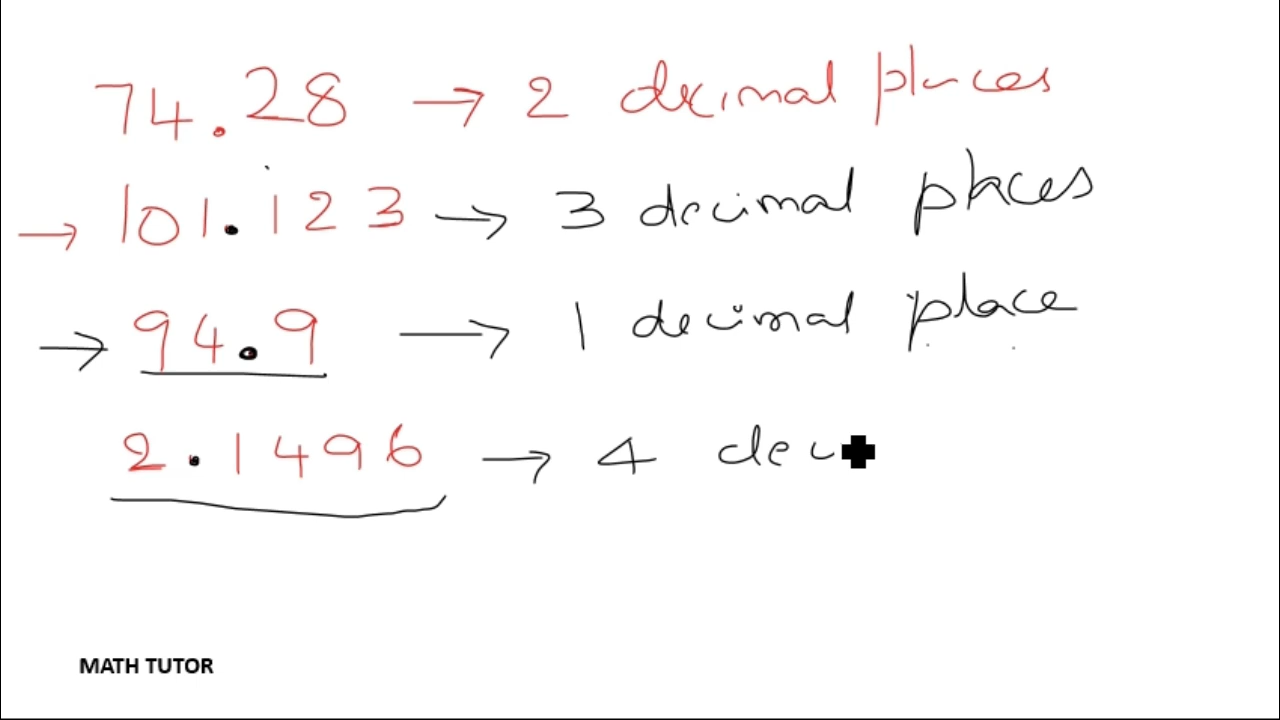 74.28 → 2 decimal places
→ 101.123 → 3 decimal places
→ 94.9 → 1 decimal place
2.1496 → 4 deci
MATH TUTOR